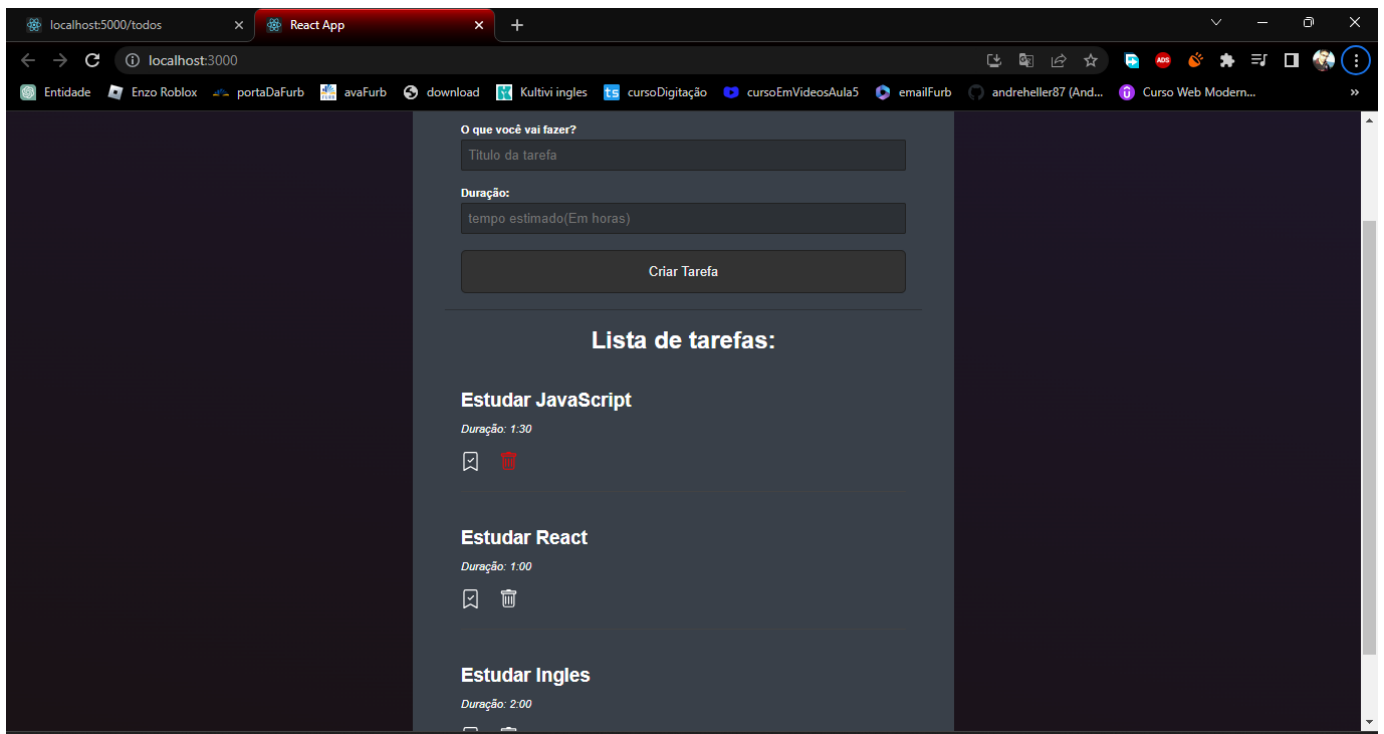 localhost:5000/todos
React App
localhost:3000
ADS
Entidade
Enzo Roblox
portaDaFurb
avaFurb
download
Kultivi ingles
ts
cursoDigitação
cursoEmVideosAula5
emailFurb
andreheller87 (And...
Curso Web Modern...
»
O que você vai fazer?
Titulo da tarefa
Duração:
tempo estimado(Em horas)
Criar Tarefa
Lista de tarefas:
Estudar JavaScript
Duração: 1:30
Estudar React
Duração: 1:00
Estudar Ingles
Duração: 2:00